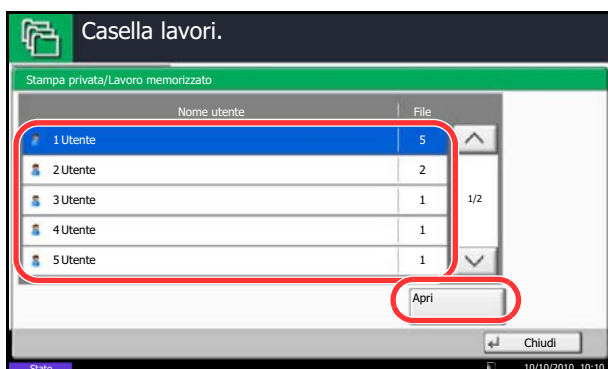 Casella lavori.
Stampa privata/Lavoro memorizzato
Nome utente File
1 Utente 5
2 Utente 2
3 Utente 1
1/2
4 Utente 1
5 Utente 1
Apri
Chiudi
Stato 10/10/2010 10:10